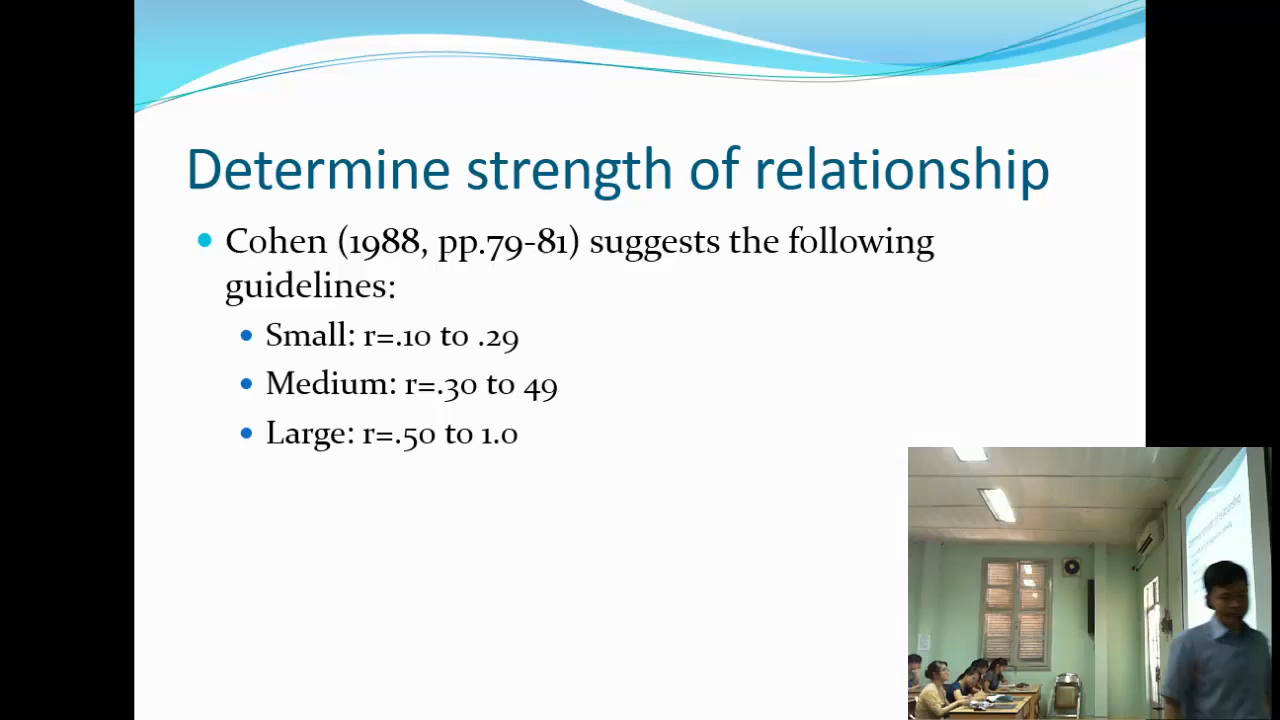 Determine strength of relationship
Cohen (1988, pp.79-81) suggests the following
guidelines:
Small: r=.10 to .29
Medium: r=.30 to 49
Large: r=.50 to 1.0